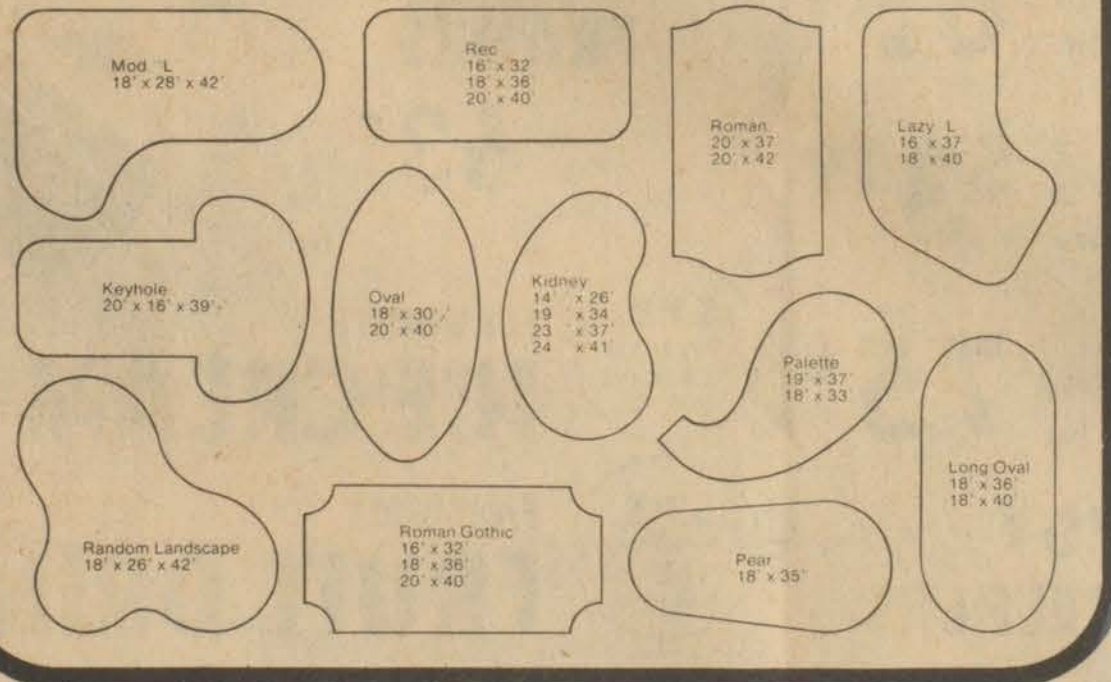 Mod "L
18' x 28' x 42'
Rec
16' x 32
18' x 36'
20' x 40'
Roman
20' x 37'
20' x 42'
Lazy L
16' x 37
18' x 40'
Keyhole
20' x 16' x 39'
Oval
18' x 30'
20' x 40'
Kidney
14' x 26'
19 x 34
23 x 37'
24 x 41'
Palette
19' x 37'
18' x 33'
Long Oval
18' x 36'
18' x 40'
Random Landscape
18' x 26' x 42'
Roman Gothic
16' x 32'
18' x 36'
20' x 40'
Pear
18' x 35'